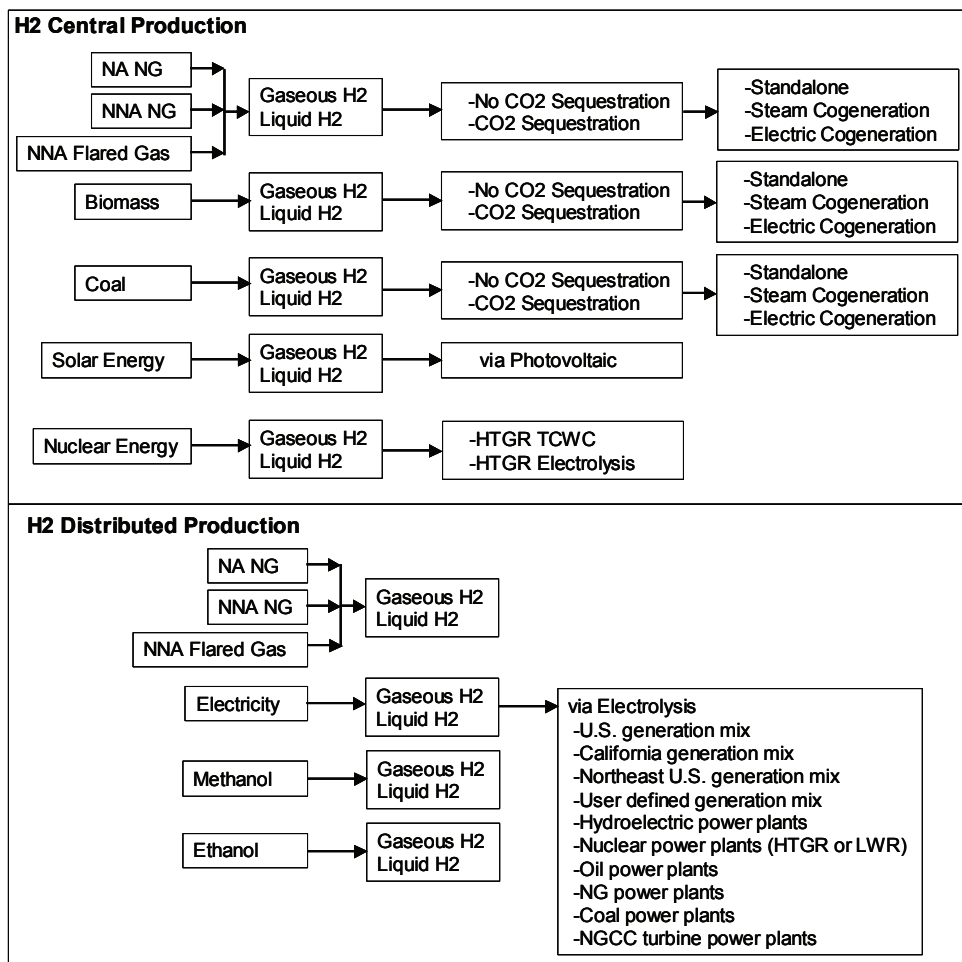 H2 Central Production
NA NG
NNA NG
NNA Flared Gas
Gaseous H2
Liquid H2
-No CO2 Sequestration
-CO2 Sequestration
-Standalone
-Steam Cogeneration
-Electric Cogeneration
Biomass
Gaseous H2
Liquid H2
-No CO2 Sequestration
-CO2 Sequestration
-Standalone
-Steam Cogeneration
-Electric Cogeneration
Coal
Gaseous H2
Liquid H2
-No CO2 Sequestration
-CO2 Sequestration
-Standalone
-Steam Cogeneration
-Electric Cogeneration
Solar Energy
Gaseous H2
Liquid H2
via Photovoltaic
Nuclear Energy
Gaseous H2
Liquid H2
-HTGR TCWC
-HTGR Electrolysis
H2 Distributed Production
NA NG
NNA NG
NNA Flared Gas
Gaseous H2
Liquid H2
Electricity
Gaseous H2
Liquid H2
via Electrolysis
-U.S. generation mix
-California generation mix
-Northeast U.S. generation mix
-User defined generation mix
-Hydroelectric power plants
-Nuclear power plants (HTGR or LWR)
-Oil power plants
-NG power plants
-Coal power plants
-NGCC turbine power plants
Methanol
Gaseous H2
Liquid H2
Ethanol
Gaseous H2
Liquid H2